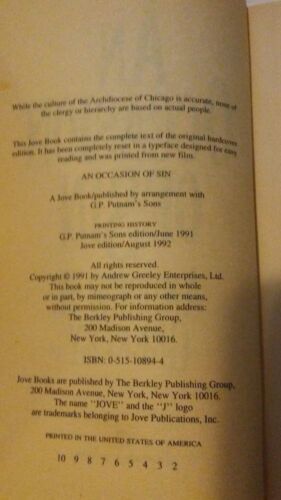 While the culture of the Archdiocese of Chicago is accurate, none of
the clergy or hierarchy are based on actual people.
This Jove Book contains the complete text of the original hardcover
edition. It has been completely reset in a typeface designed for easy
reading and was printed from new film.
AN OCCASION OF SIN
A Jove Book/published by arrangement with
G.P. Putnam's Sons
PRINTING HISTORY
G.P. Putnam's Sons edition/June 1991
Jove edition/August 1992
All rights reserved.
Copyright © 1991 by Andrew Greeley Enterprises, Ltd.
This book may not be reproduced in whole
or in part, by mimeograph or any other means,
without permission. For information address:
The Berkley Publishing Group,
200 Madison Avenue,
New York, New York 10016.
ISBN: 0-515-10894-4
Jove Books are published by The Berkley Publishing Group,
200 Madison Avenue, New York, New York 10016.
The name "JOVE" and the "J" logo
are trademarks belonging to Jove Publications, Inc.
PRINTED IN THE UNITED STATES OF AMERICA
10 9 8 7 6 5 4 3 2